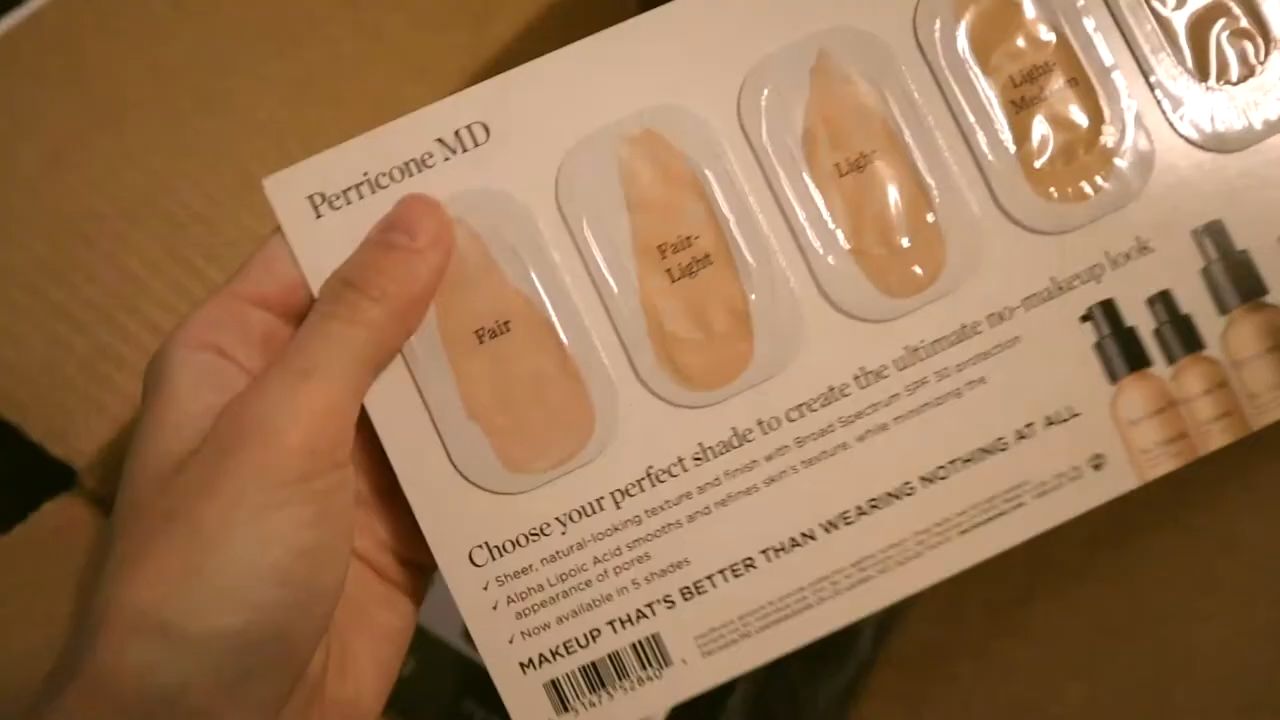 Perricone MD
Fair
Fair-
Light
Light
Light-
Medium
Choose your perfect shade to create the ultimate no-makeup look
✓ Sheer, natural-looking texture and finish with Broad Spectrum SPF 30 protection
✓ Alpha Lipoic Acid smooths and refines skin's texture, while minimizing the
appearance of pores
✓ Now available in 5 shades
MAKEUP THAT'S BETTER THAN WEARING NOTHING AT ALL